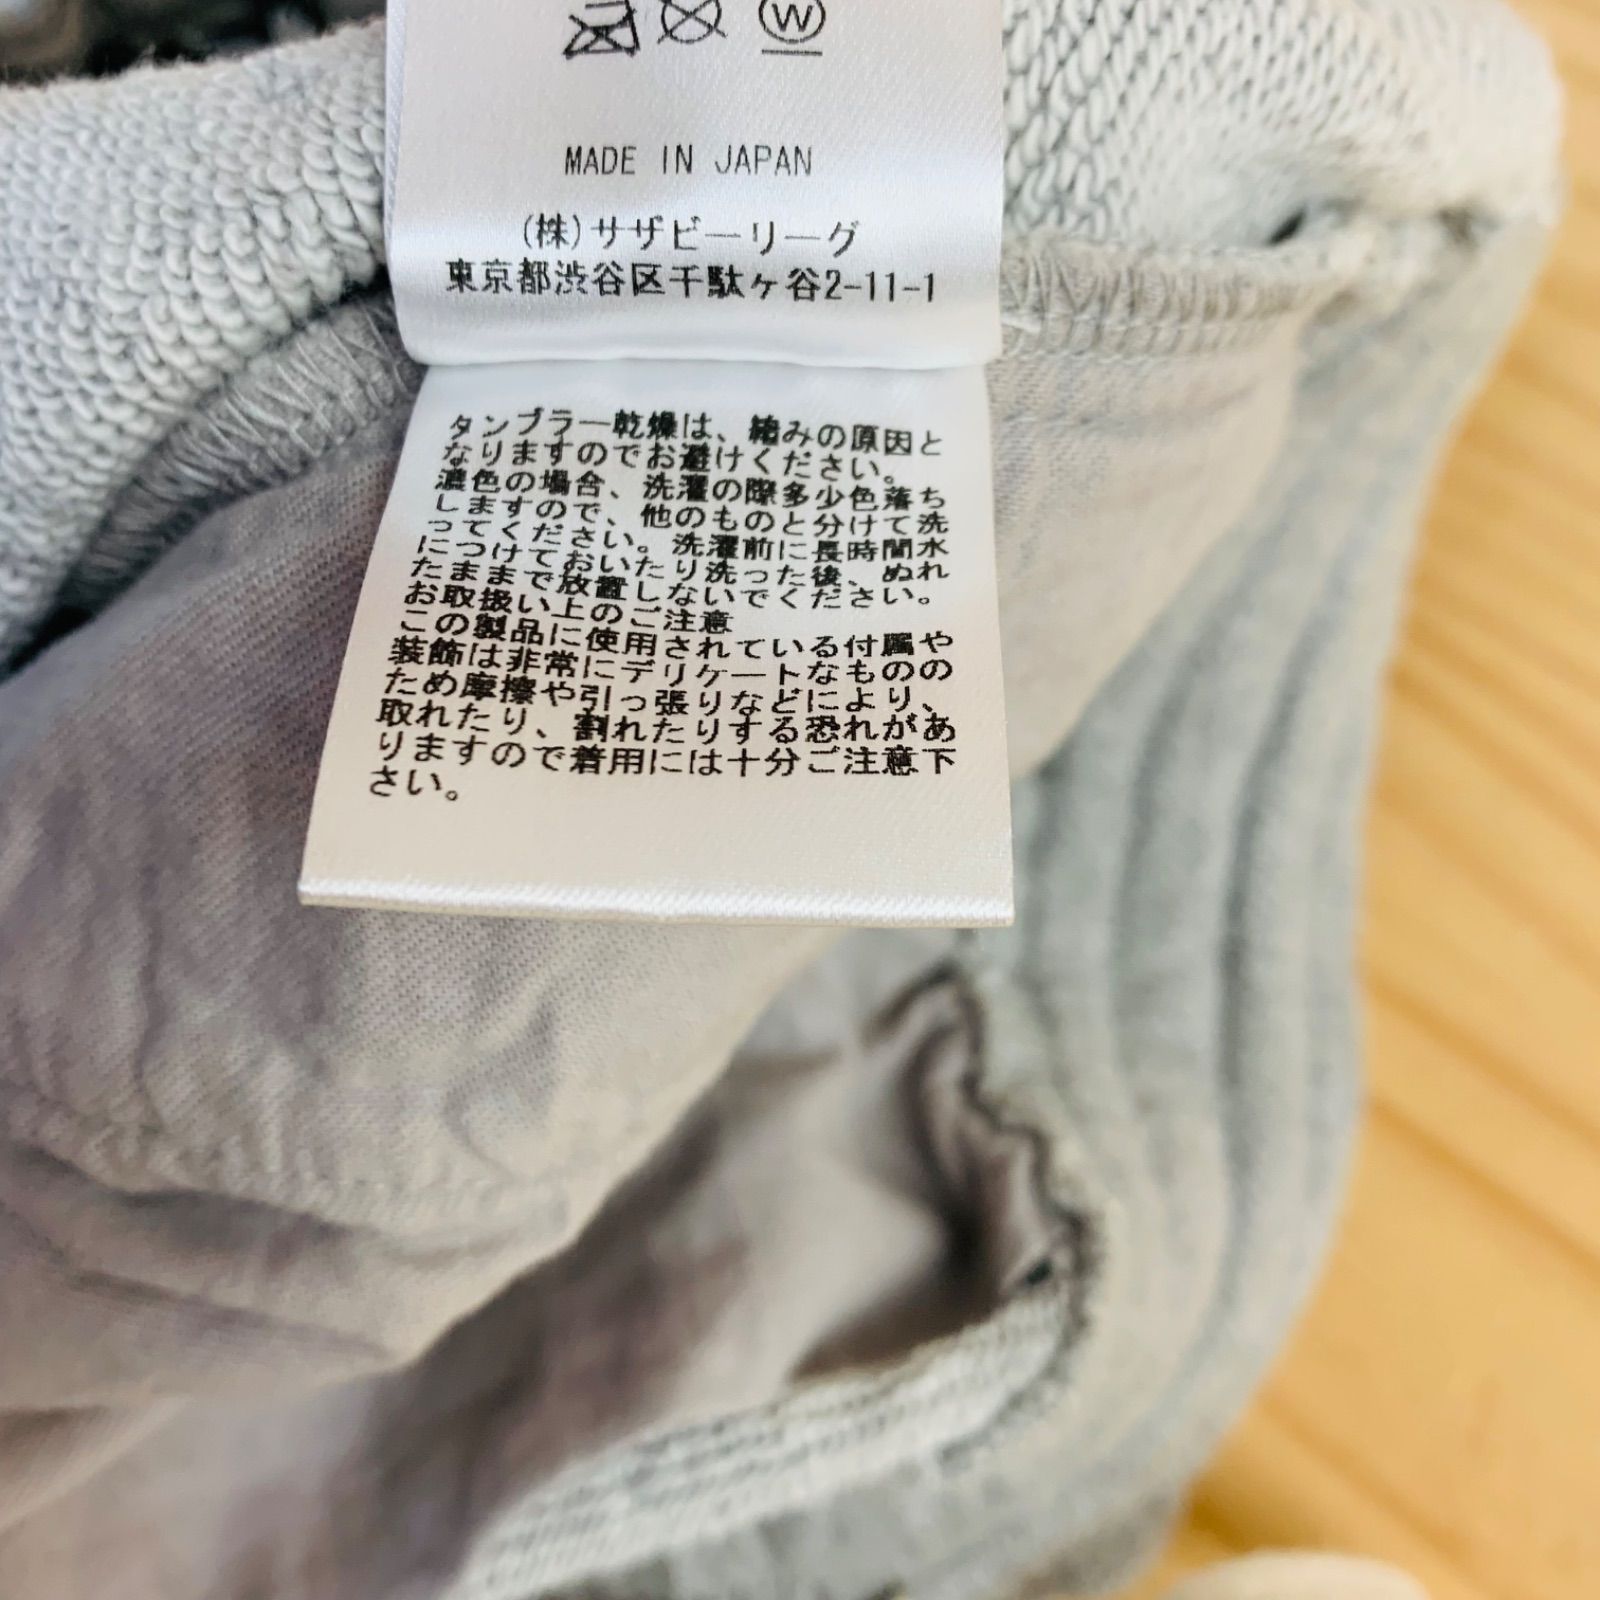 W
MADE IN JAPAN
(株)サザビーリーグ
東京都渋谷区千駄ヶ谷2-11-1
タンブラー乾燥は、縮みの原因と
なりますのでお避けください。
濃色の場合、洗濯の際多少色落ち
しますので、他のものと分けて洗
ってください。洗濯前に長時間水
につけておいたり洗った後、ぬれ
たままで放置しないでください。
お取扱い上のご注意
この製品に使用されている付属や
装飾は非常にデリケートなものの
ため摩擦や引っ張りなどにより、
取れたり、割れたりする恐れがあ
りますので着用には十分ご注意下
さい。